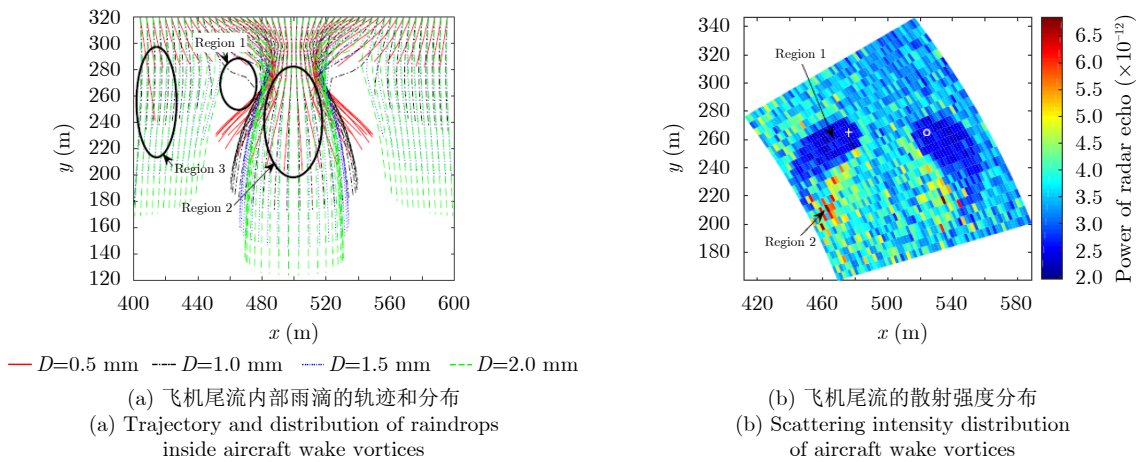 320
300
280
260
240
220
200
180
160
140
120
y (m)
400
440
480
520
560
600
x (m)
Region 1
Region 3
Region 2
340
320
300
280
260
240
220
200
180
y (m)
420
460
500
540
580
x (m)
Region 1
Region 2
6.5
6.0
5.5
5.0
4.5
4.0
3.5
3.0
2.5
2.0
Power of radar echo (×10⁻¹²)
D=0.5 mm D=1.0 mm D=1.5 mm D=2.0 mm
(a) 飞机尾流内部雨滴的轨迹和分布
(a) Trajectory and distribution of raindrops
inside aircraft wake vortices
(b) 飞机尾流的散射强度分布
(b) Scattering intensity distribution
of aircraft wake vortices